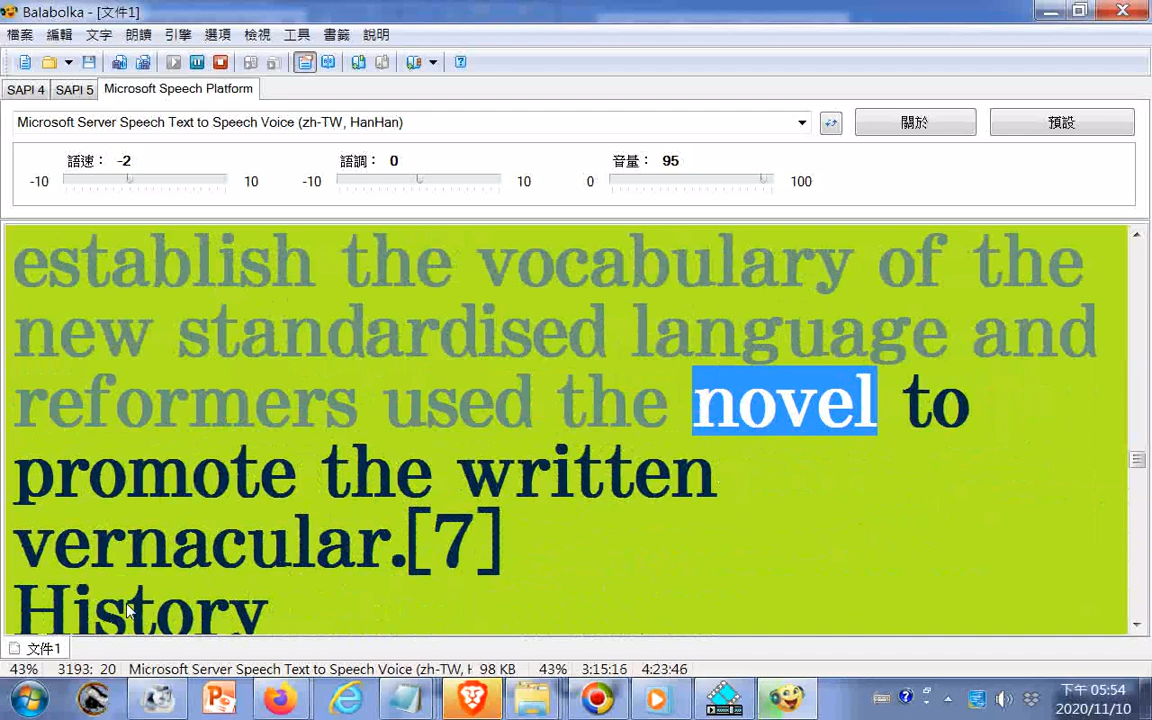 Balabolka - [文件1]
檔案 編輯 文字 朗讀 引擎 選項 檢視 工具 書籤 說明
SAPI 4 SAPI 5 Microsoft Speech Platform
Microsoft Server Speech Text to Speech Voice (zh-TW, HanHan) 關於 預設
語速： -2 語調： 0 音量： 95
-10 10 -10 10 0 100
establish the vocabulary of the
new standardised language and
reformers used the novel to
promote the written
vernacular.[7]
History
文件1
43% 3193: 20 Microsoft Server Speech Text to Speech Voice (zh-TW, 98 KB 43% 3:15:16 4:23:46
下午 05:54
2020/11/10